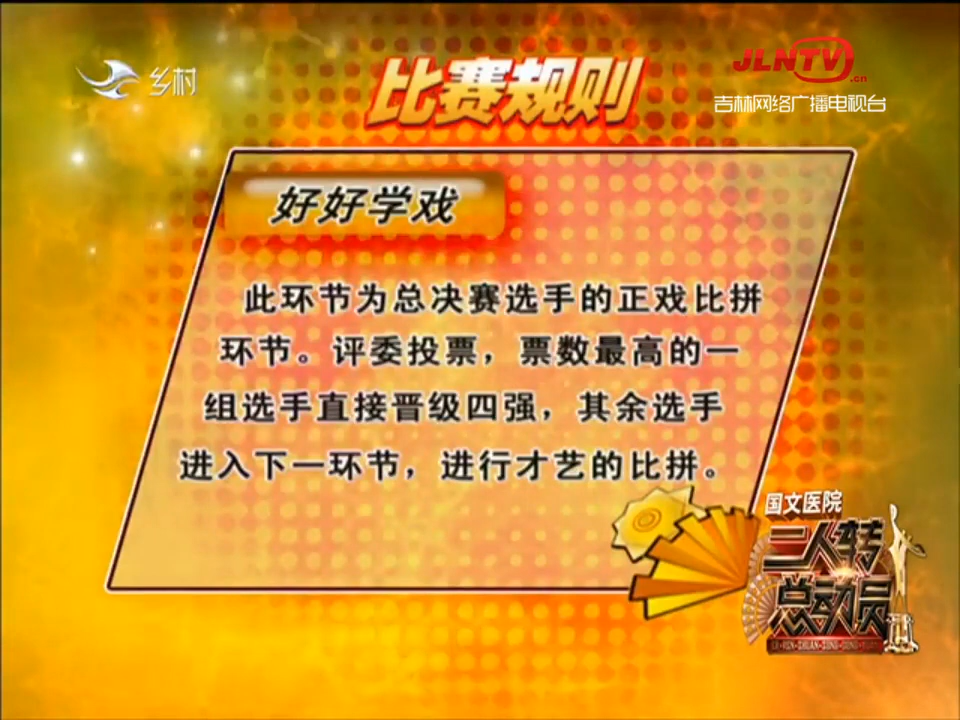 乡村
比赛规则
JLNTV.cn
吉林网络广播电视台
好好学戏
此环节为总决赛选手的正戏比拼
环节。评委投票，票数最高的一
组选手直接晋级四强，其余选手
进入下一环节，进行才艺的比拼。
国文医院
二人转
总动员